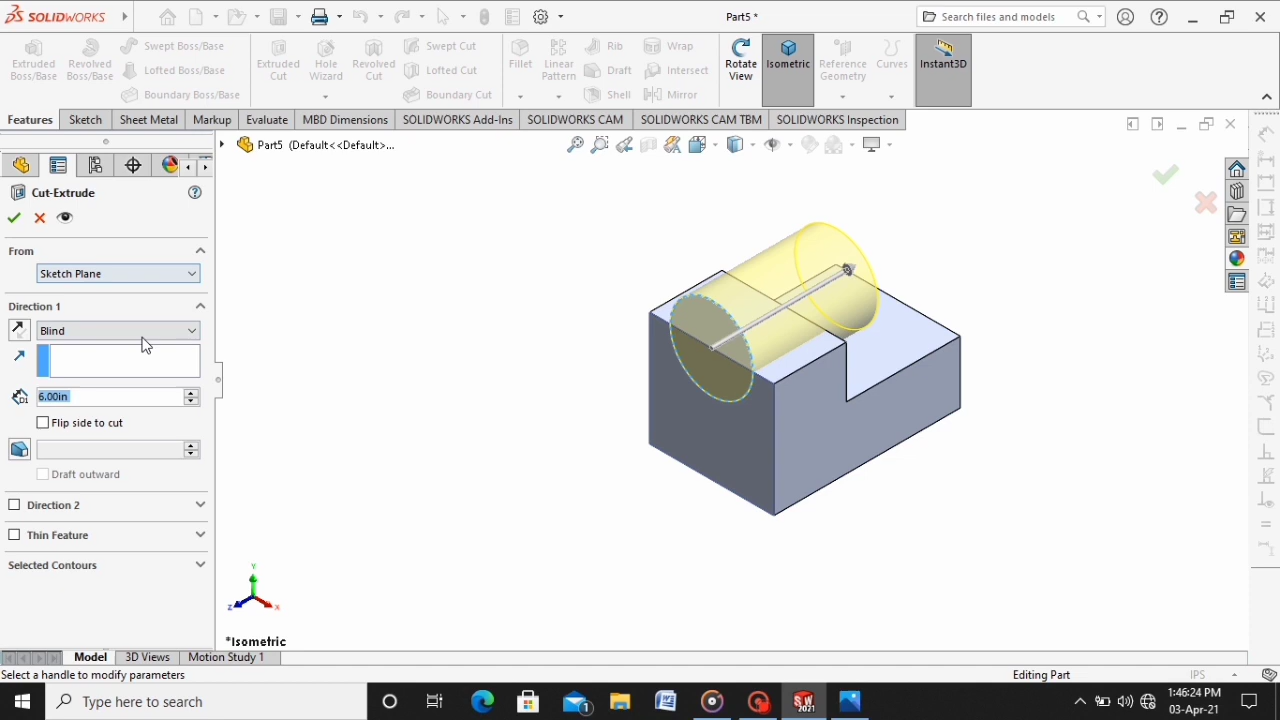 SOLIDWORKS
Part5 *
Search files and models
Extruded Boss/Base
Revolved Boss/Base
Swept Boss/Base
Lofted Boss/Base
Boundary Boss/Base
Extruded Cut
Hole Wizard
Revolved Cut
Swept Cut
Lofted Cut
Boundary Cut
Fillet
Linear Pattern
Rib
Draft
Shell
Wrap
Intersect
Mirror
Rotate View
Isometric
Reference Geometry
Curves
Instant3D
Features
Sketch
Sheet Metal
Markup
Evaluate
MBD Dimensions
SOLIDWORKS Add-Ins
SOLIDWORKS CAM
SOLIDWORKS CAM TBM
SOLIDWORKS Inspection
Part5 (Default<<Default>...
Cut-Extrude
From
Sketch Plane
Direction 1
Blind
D1
6.00in
Flip side to cut
Draft outward
Direction 2
Thin Feature
Selected Contours
Y
Z
X
*Isometric
Model
3D Views
Motion Study 1
Select a handle to modify parameters
Editing Part
IPS
Type here to search
1
W
SW
2021
1:46:24 PM
03-Apr-21